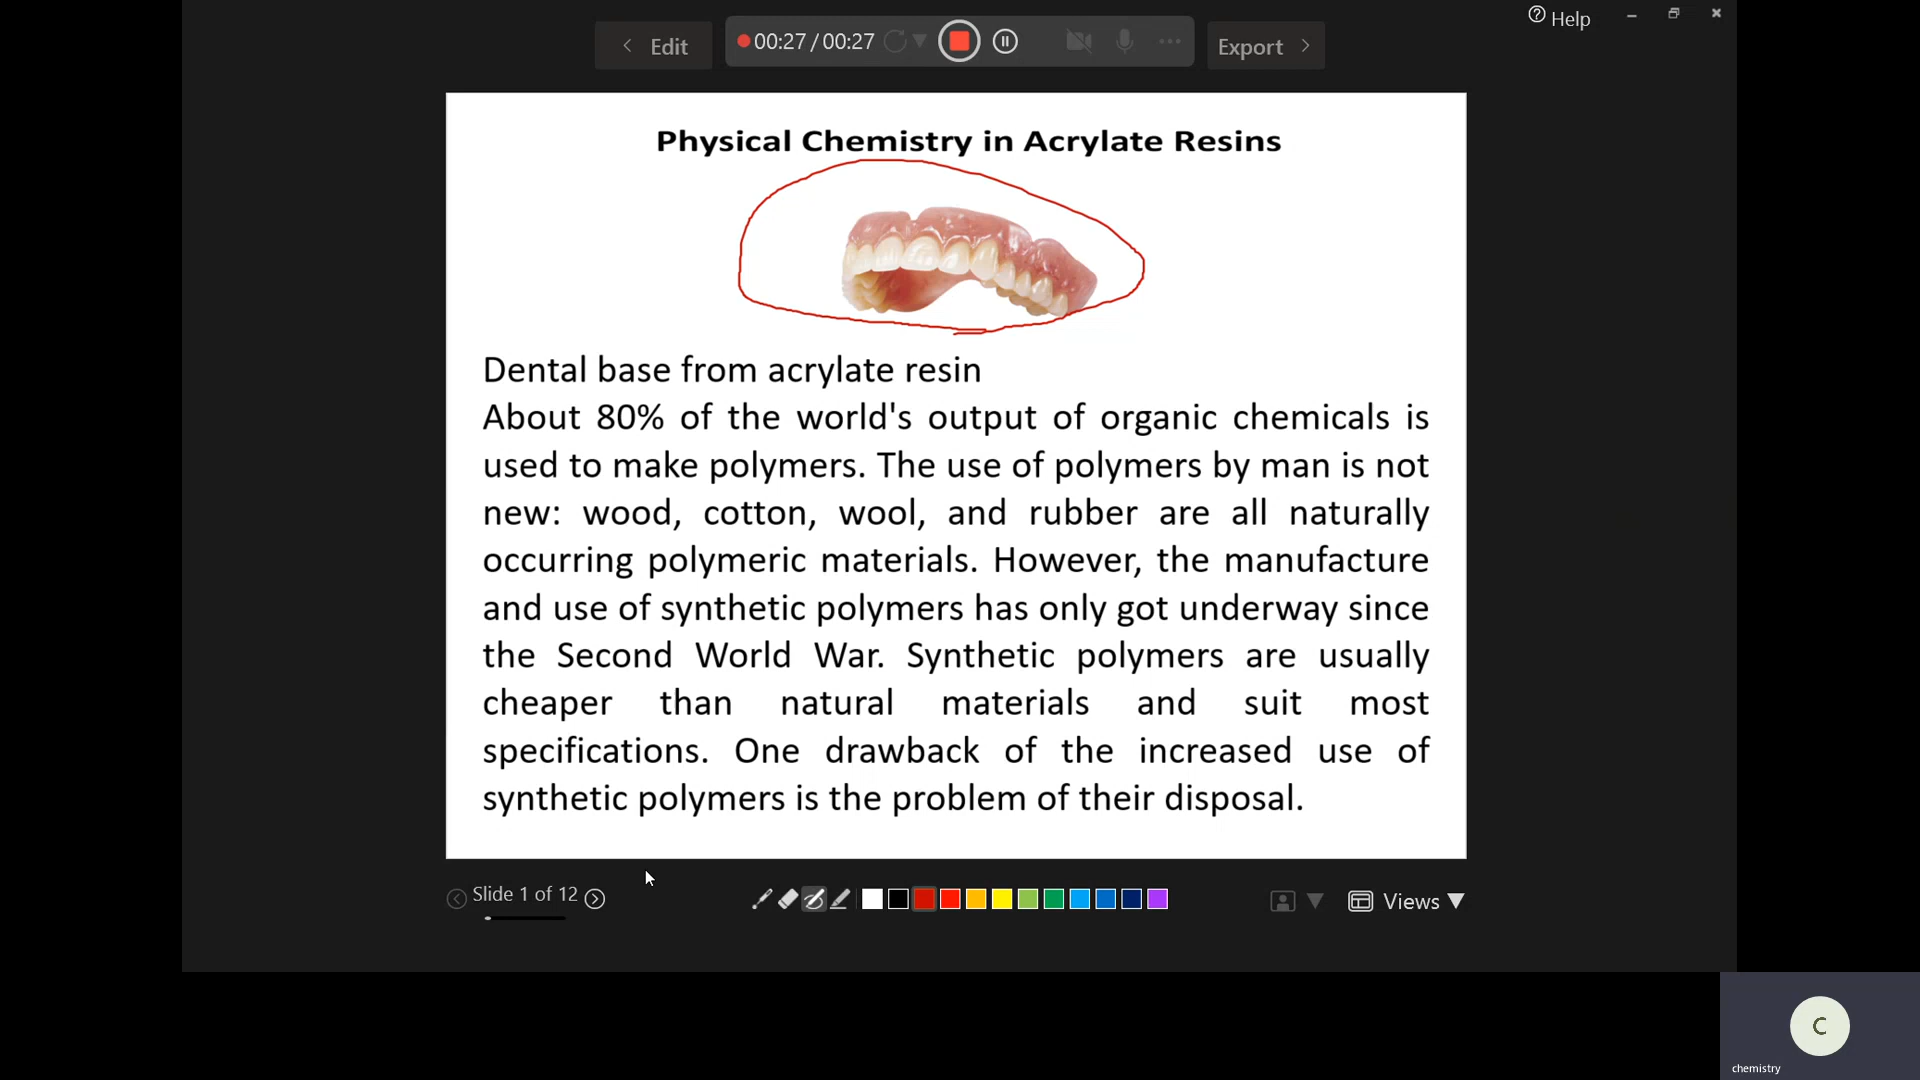 Help
Edit
00:27 / 00:27
Export
Physical Chemistry in Acrylate Resins
Dental base from acrylate resin
About 80% of the world's output of organic chemicals is
used to make polymers. The use of polymers by man is not
new: wood, cotton, wool, and rubber are all naturally
occurring polymeric materials. However, the manufacture
and use of synthetic polymers has only got underway since
the Second World War. Synthetic polymers are usually
cheaper than natural materials and suit most
specifications. One drawback of the increased use of
synthetic polymers is the problem of their disposal.
Slide 1 of 12
Views
C
chemistry